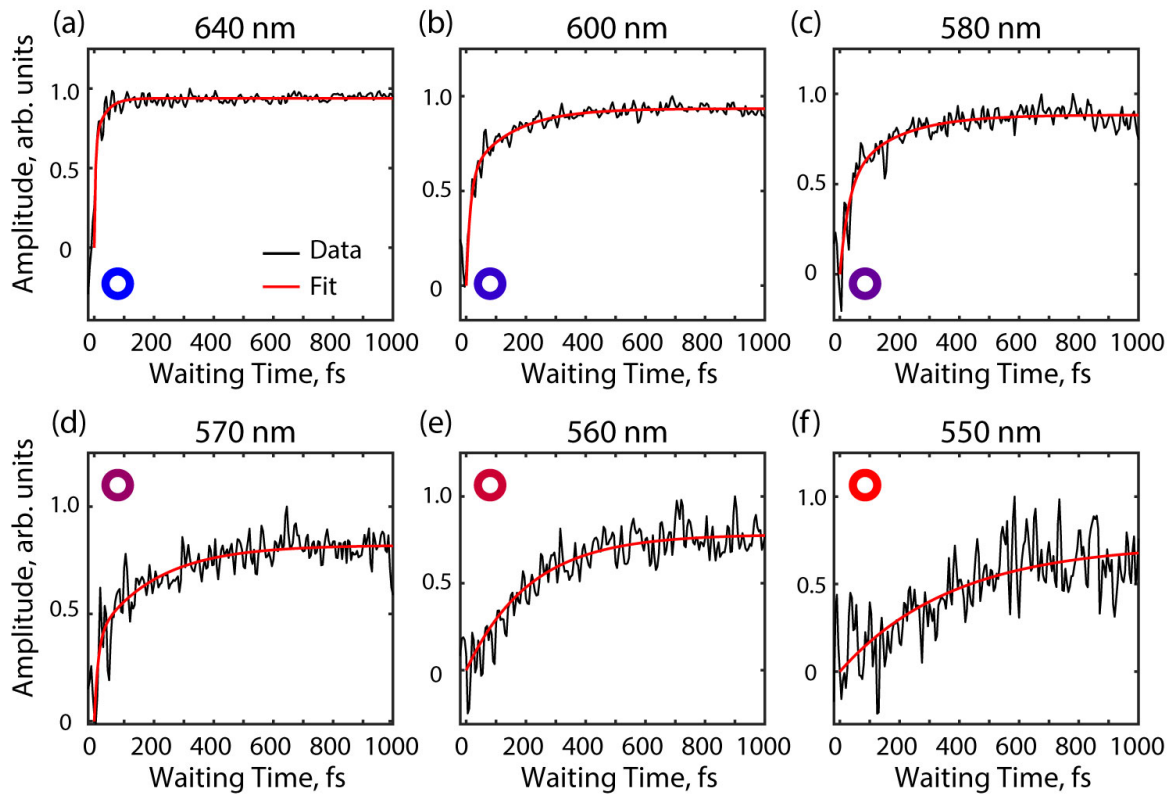 (a) 640 nm
(b) 600 nm
(c) 580 nm
Amplitude, arb. units
1.0
0.5
0
Data
Fit
0 200 400 600 800 1000
Waiting Time, fs
1.0
0.5
0
0 200 400 600 800 1000
Waiting Time, fs
1.0
0.5
0
0 200 400 600 800 1000
Waiting Time, fs
(d) 570 nm
(e) 560 nm
(f) 550 nm
Amplitude, arb. units
1.0
0.5
0
0 200 400 600 800 1000
Waiting Time, fs
1.0
0.5
0
0 200 400 600 800 1000
Waiting Time, fs
1.0
0.5
0
0 200 400 600 800 1000
Waiting Time, fs